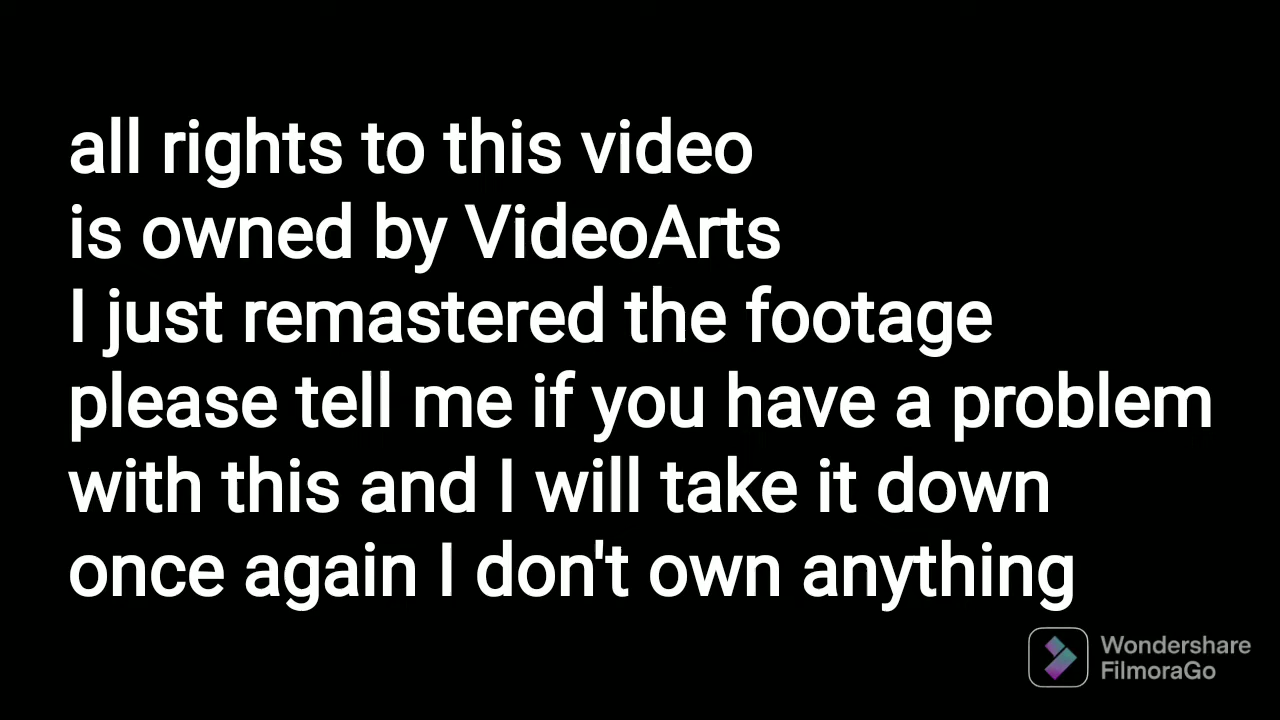 all rights to this video
is owned by VideoArts
I just remastered the footage
please tell me if you have a problem
with this and I will take it down
once again I don't own anything
Wondershare
FilmoraGo